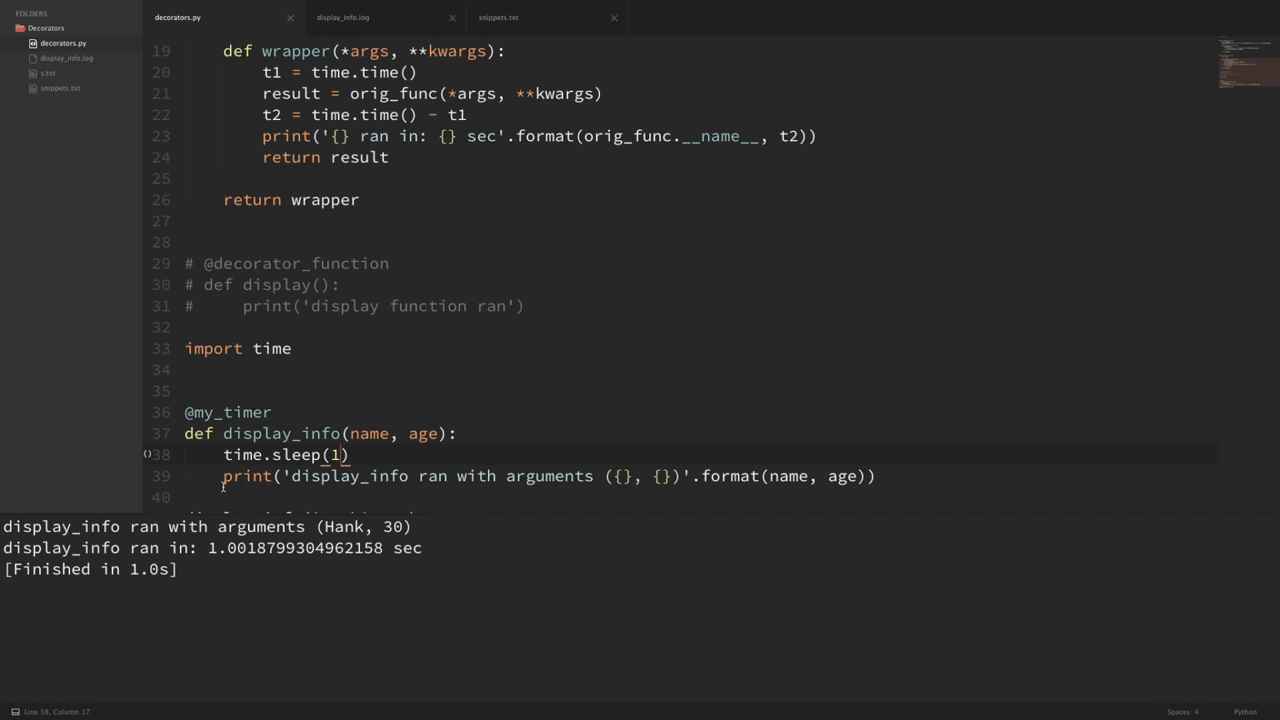 FOLDERS
Decorators
decorators.py
display_info.log
s.txt
snippets.txt
decorators.py
display_info.log
snippets.txt
19 def wrapper(*args, **kwargs):
20 t1 = time.time()
21 result = orig_func(*args, **kwargs)
22 t2 = time.time() - t1
23 print('{} ran in: {} sec'.format(orig_func.__name__, t2))
24 return result
25
26 return wrapper
27
28
29 # @decorator_function
30 # def display():
31 #     print('display function ran')
32
33 import time
34
35
36 @my_timer
37 def display_info(name, age):
()38 time.sleep(1)
39 print('display_info ran with arguments ({}, {})'.format(name, age))
40
display_info ran with arguments (Hank, 30)
display_info ran in: 1.0018799304962158 sec
[Finished in 1.0s]
Line 38, Column 17
Spaces: 4
Python